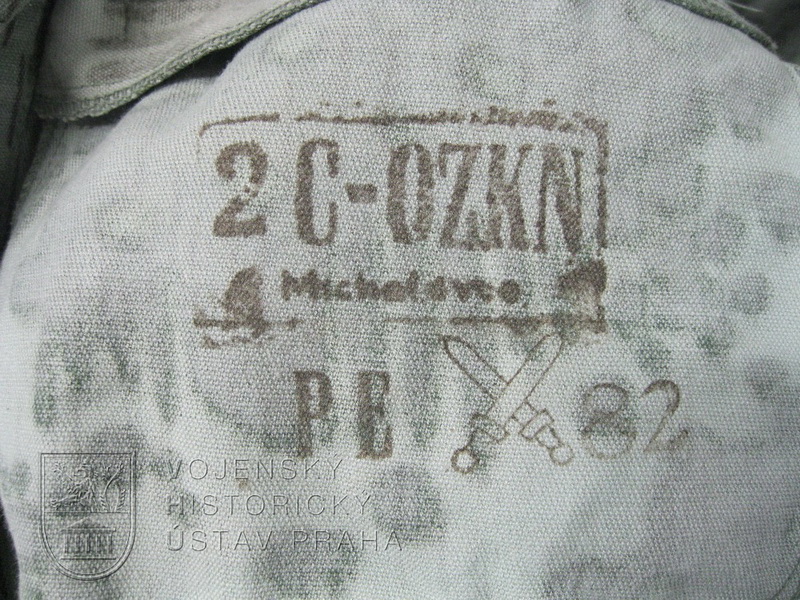 2 C-OZKN
Michalovce
PE 82
VOJENSKÝ
HISTORICKÝ
ÚSTAV PRAHA